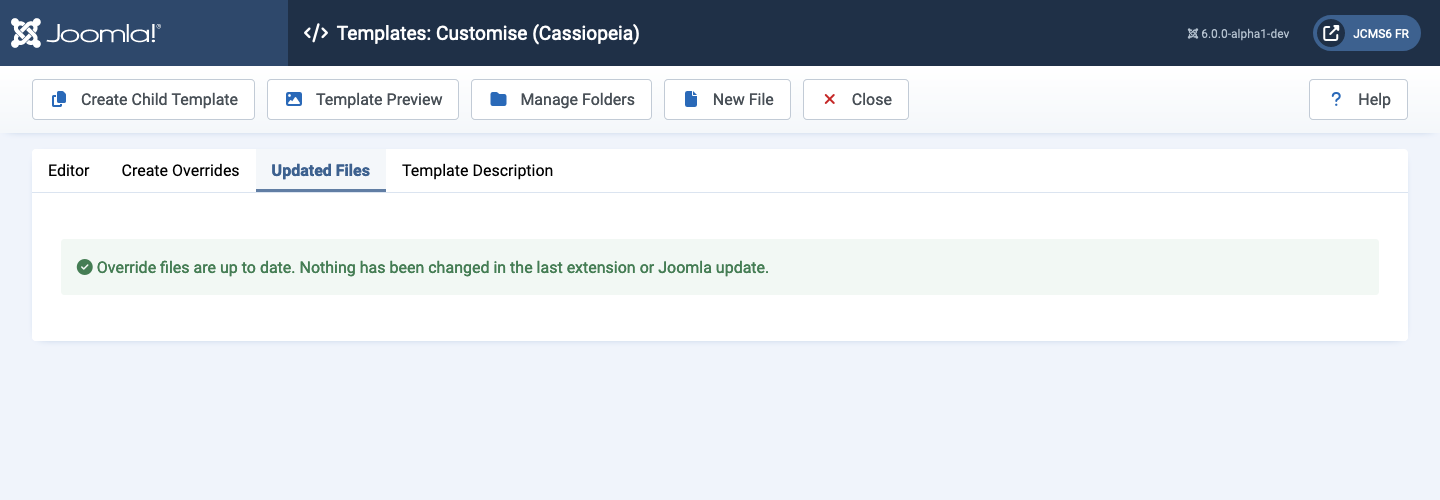 Joomla!®
Templates: Customise (Cassiopeia)
6.0.0-alpha1-dev
JCMS6 FR
Create Child Template
Template Preview
Manage Folders
New File
Close
Help
Editor
Create Overrides
Updated Files
Template Description
Override files are up to date. Nothing has been changed in the last extension or Joomla update.